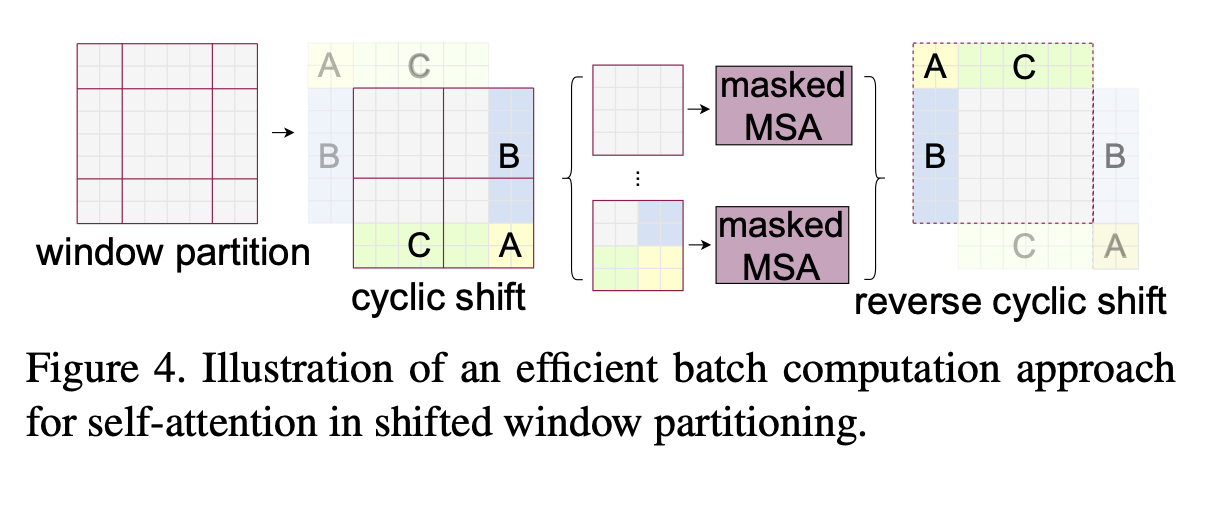 A C
B
B
C A
window partition
cyclic shift
masked
MSA
⋮
masked
MSA
A C
B
B
C A
reverse cyclic shift
Figure 4. Illustration of an efficient batch computation approach
for self-attention in shifted window partitioning.